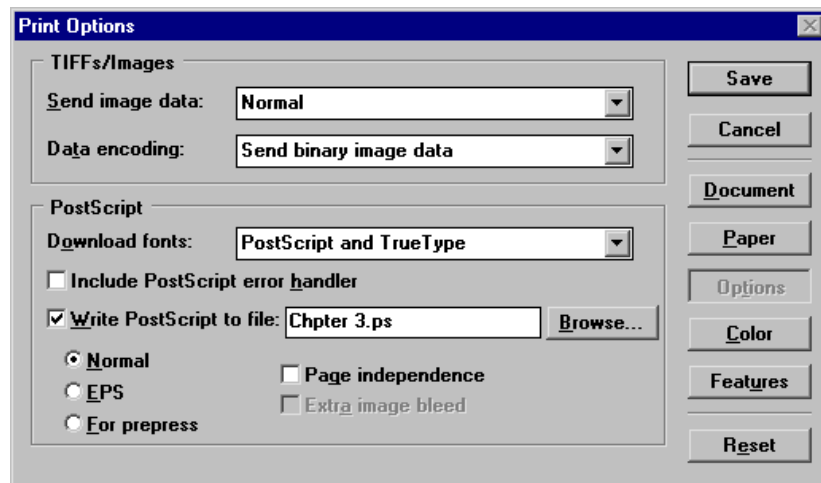 Print Options
TIFFs/Images
Send image data: Normal
Data encoding: Send binary image data
PostScript
Download fonts: PostScript and TrueType
Include PostScript error handler
Write PostScript to file: Chpter 3.ps Browse...
Normal
EPS
For prepress
Page independence
Extra image bleed
Save
Cancel
Document
Paper
Options
Color
Features
Reset